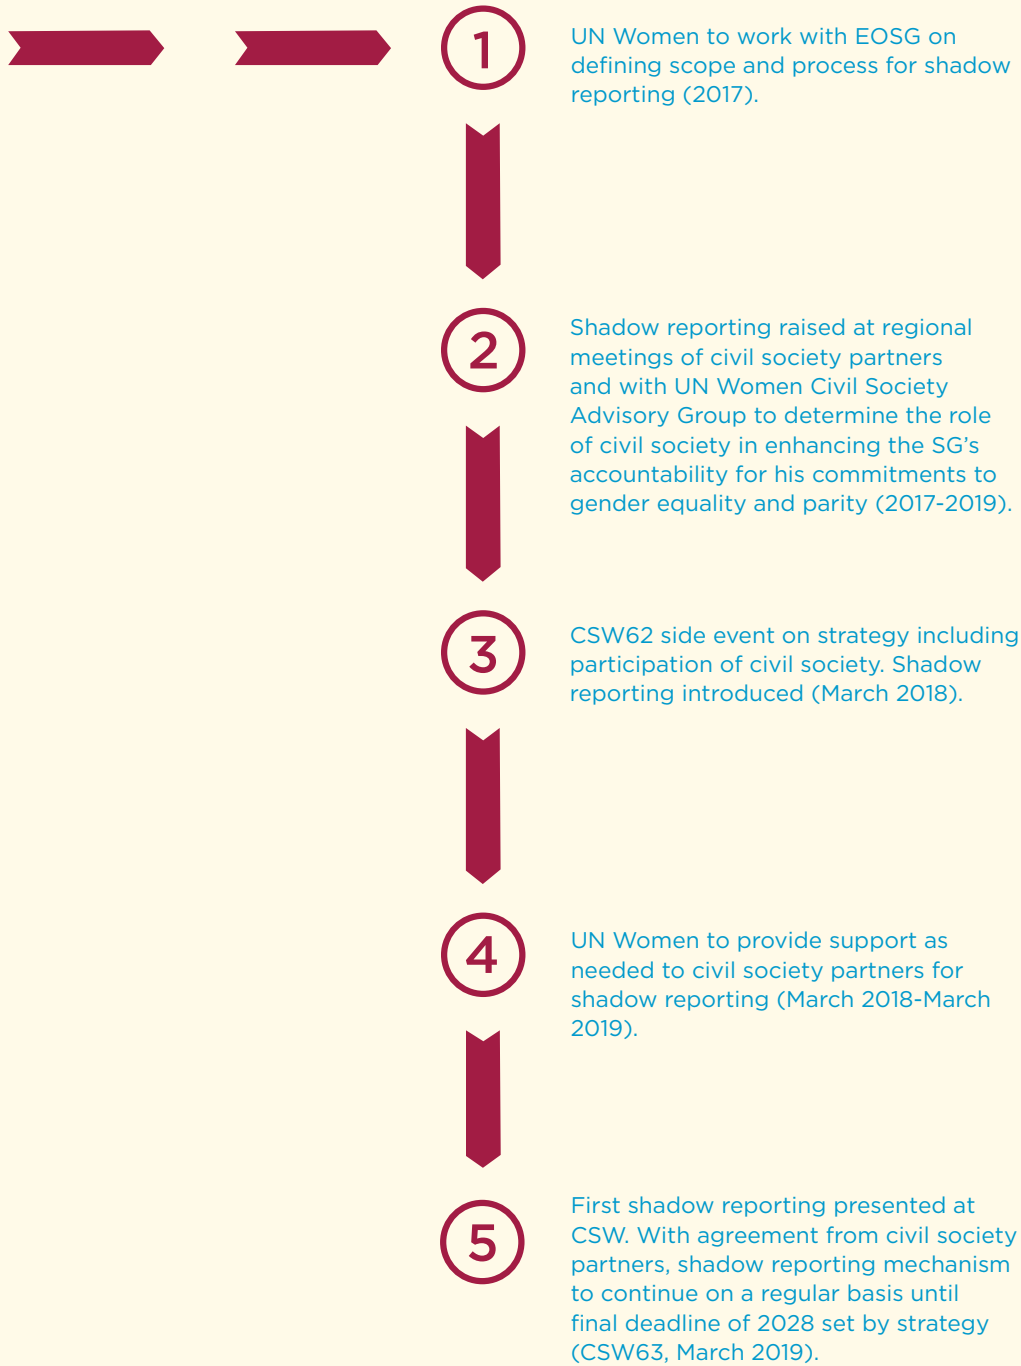 1
UN Women to work with EOSG on
defining scope and process for shadow
reporting (2017).
2
Shadow reporting raised at regional
meetings of civil society partners
and with UN Women Civil Society
Advisory Group to determine the role
of civil society in enhancing the SG’s
accountability for his commitments to
gender equality and parity (2017-2019).
3
CSW62 side event on strategy including
participation of civil society. Shadow
reporting introduced (March 2018).
4
UN Women to provide support as
needed to civil society partners for
shadow reporting (March 2018-March
2019).
5
First shadow reporting presented at
CSW. With agreement from civil society
partners, shadow reporting mechanism
to continue on a regular basis until
final deadline of 2028 set by strategy
(CSW63, March 2019).